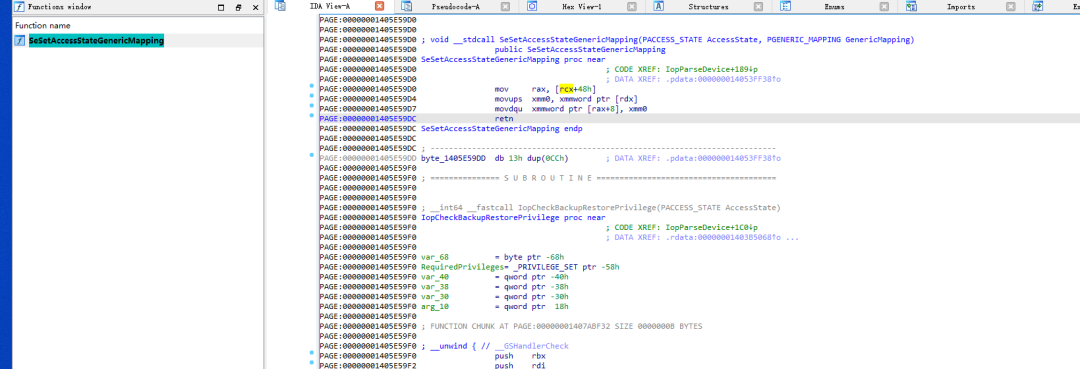 Functions window
Function name
SeSetAccessStateGenericMapping
IDA View-A Pseudocode-A Hex View-1 Structures Enums Imports
PAGE:00000001405E59D0
PAGE:00000001405E59D0
PAGE:00000001405E59D0 ; void __stdcall SeSetAccessStateGenericMapping(PACCESS_STATE AccessState, PGENERIC_MAPPING GenericMapping)
PAGE:00000001405E59D0 public SeSetAccessStateGenericMapping
PAGE:00000001405E59D0 SeSetAccessStateGenericMapping proc near
PAGE:00000001405E59D0 ; CODE XREF: IopParseDevice+189↓p
PAGE:00000001405E59D0 ; DATA XREF: .pdata:000000014053FF38↑o
PAGE:00000001405E59D0 mov rax, [rcx+48h]
PAGE:00000001405E59D4 movups xmm0, xmmword ptr [rdx]
PAGE:00000001405E59D7 movdqu xmmword ptr [rax+8], xmm0
PAGE:00000001405E59DC retn
PAGE:00000001405E59DC SeSetAccessStateGenericMapping endp
PAGE:00000001405E59DC
PAGE:00000001405E59DC ; ---------------------------------------------------------------------------
PAGE:00000001405E59DD byte_1405E59DD db 13h dup(0CCh) ; DATA XREF: .pdata:000000014053FF38↑o
PAGE:00000001405E59F0
PAGE:00000001405E59F0 ; =============== S U B R O U T I N E =======================================
PAGE:00000001405E59F0
PAGE:00000001405E59F0
PAGE:00000001405E59F0 ; __int64 __fastcall IopCheckBackupRestorePrivilege(PACCESS_STATE AccessState)
PAGE:00000001405E59F0 IopCheckBackupRestorePrivilege proc near
PAGE:00000001405E59F0 ; CODE XREF: IopParseDevice+1C0↓p
PAGE:00000001405E59F0 ; DATA XREF: .rdata:00000001403B5068↑o ...
PAGE:00000001405E59F0
PAGE:00000001405E59F0 var_68 = byte ptr -68h
PAGE:00000001405E59F0 RequiredPrivileges= _PRIVILEGE_SET ptr -58h
PAGE:00000001405E59F0 var_40 = qword ptr -40h
PAGE:00000001405E59F0 var_38 = qword ptr -38h
PAGE:00000001405E59F0 var_30 = qword ptr -30h
PAGE:00000001405E59F0 arg_10 = qword ptr 18h
PAGE:00000001405E59F0
PAGE:00000001405E59F0 ; FUNCTION CHUNK AT PAGE:00000001407ABF32 SIZE 0000000B BYTES
PAGE:00000001405E59F0
PAGE:00000001405E59F0 ; __unwind { // __GSHandlerCheck
PAGE:00000001405E59F0 push rbx
PAGE:00000001405E59F2 push rdi